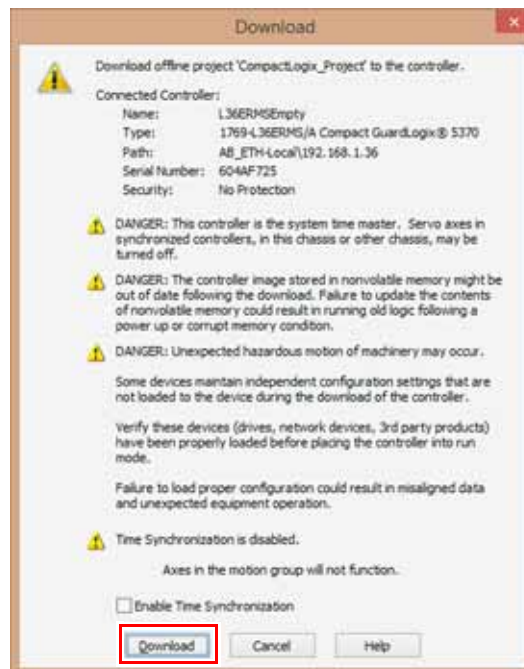 Download
Download offline project 'CompactLogix_Project' to the controller.
Connected Controller:
Name: L36ERMSEmpty
Type: 1769-L36ERMS/A Compact GuardLogix® 5370
Path: AB_ETH-Local\192.168.1.36
Serial Number: 604AF725
Security: No Protection
DANGER: This controller is the system time master. Servo axes in
synchronized controllers, in this chassis or other chassis, may be
turned off.
DANGER: The controller image stored in nonvolatile memory might be
out of date following the download. Failure to update the contents
of nonvolatile memory could result in running old logic following a
power up or corrupt memory condition.
DANGER: Unexpected hazardous motion of machinery may occur.
Some devices maintain independent configuration settings that are
not loaded to the device during the download of the controller.
Verify these devices (drives, network devices, 3rd party products)
have been properly loaded before placing the controller into run
mode.
Failure to load proper configuration could result in misaligned data
and unexpected equipment operation.
Time Synchronization is disabled.
Axes in the motion group will not function.
Enable Time Synchronization
Download Cancel Help